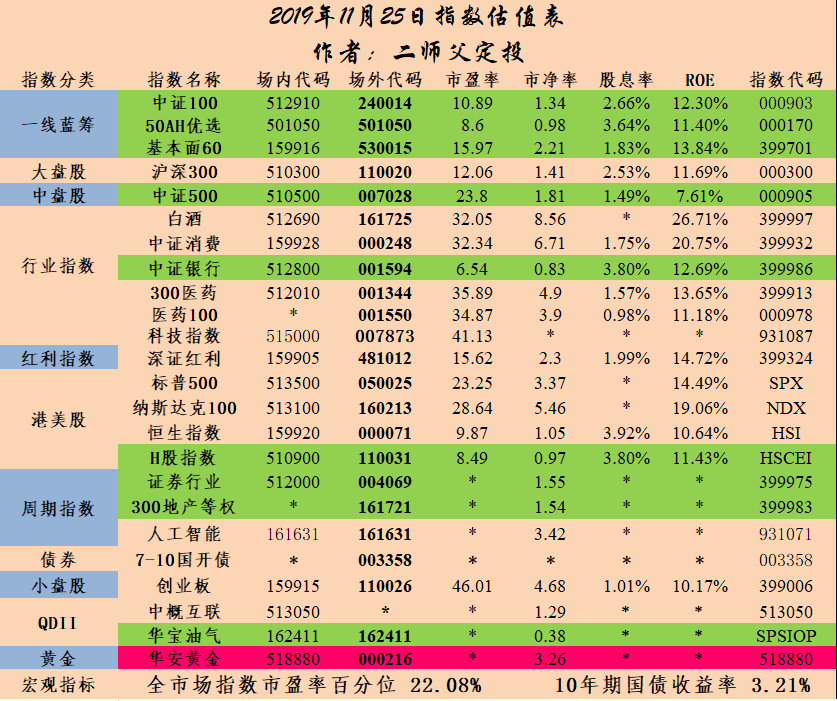 2019年11月25日指数估值表
作者：二师父定投
指数分类 指数名称 场内代码 场外代码 市盈率 市净率 股息率 ROE 指数代码
一线蓝筹 中证100 512910 240014 10.89 1.34 2.66% 12.30% 000903
50AH优选 501050 501050 8.6 0.98 3.64% 11.40% 000170
基本面60 159916 530015 15.97 2.21 1.83% 13.84% 399701
大盘股 沪深300 510300 110020 12.06 1.41 2.53% 11.69% 000300
中盘股 中证500 510500 007028 23.8 1.81 1.49% 7.61% 000905
行业指数 白酒 512690 161725 32.05 8.56 * 26.71% 399997
中证消费 159928 000248 32.34 6.71 1.75% 20.75% 399932
中证银行 512800 001594 6.54 0.83 3.80% 12.69% 399986
300医药 512010 001344 35.89 4.9 1.57% 13.65% 399913
医药100 * 001550 34.87 3.9 0.98% 11.18% 000978
科技指数 515000 007873 41.13 * * * 931087
红利指数 深证红利 159905 481012 15.62 2.3 1.99% 14.72% 399324
港美股 标普500 513500 050025 23.25 3.37 * 14.49% SPX
纳斯达克100 513100 160213 28.64 5.46 * 19.06% NDX
恒生指数 159920 000071 9.87 1.05 3.92% 10.64% HSI
H股指数 510900 110031 8.49 0.97 3.80% 11.43% HSCEI
周期指数 证券行业 512000 004069 * 1.55 * * 399975
300地产等权 * 161721 * 1.54 * * 399983
人工智能 161631 161631 * 3.42 * * 931071
债券 7-10国开债 * 003358 * * * * 003358
小盘股 创业板 159915 110026 46.01 4.68 1.01% 10.17% 399006
QDII 中概互联 513050 * * 1.29 * * 513050
华宝油气 162411 162411 * 0.38 * * SPSIOP
黄金 华安黄金 518880 000216 * 3.26 * * 518880
宏观指标 全市场指数市盈率百分位 22.08% 10年期国债收益率 3.21%